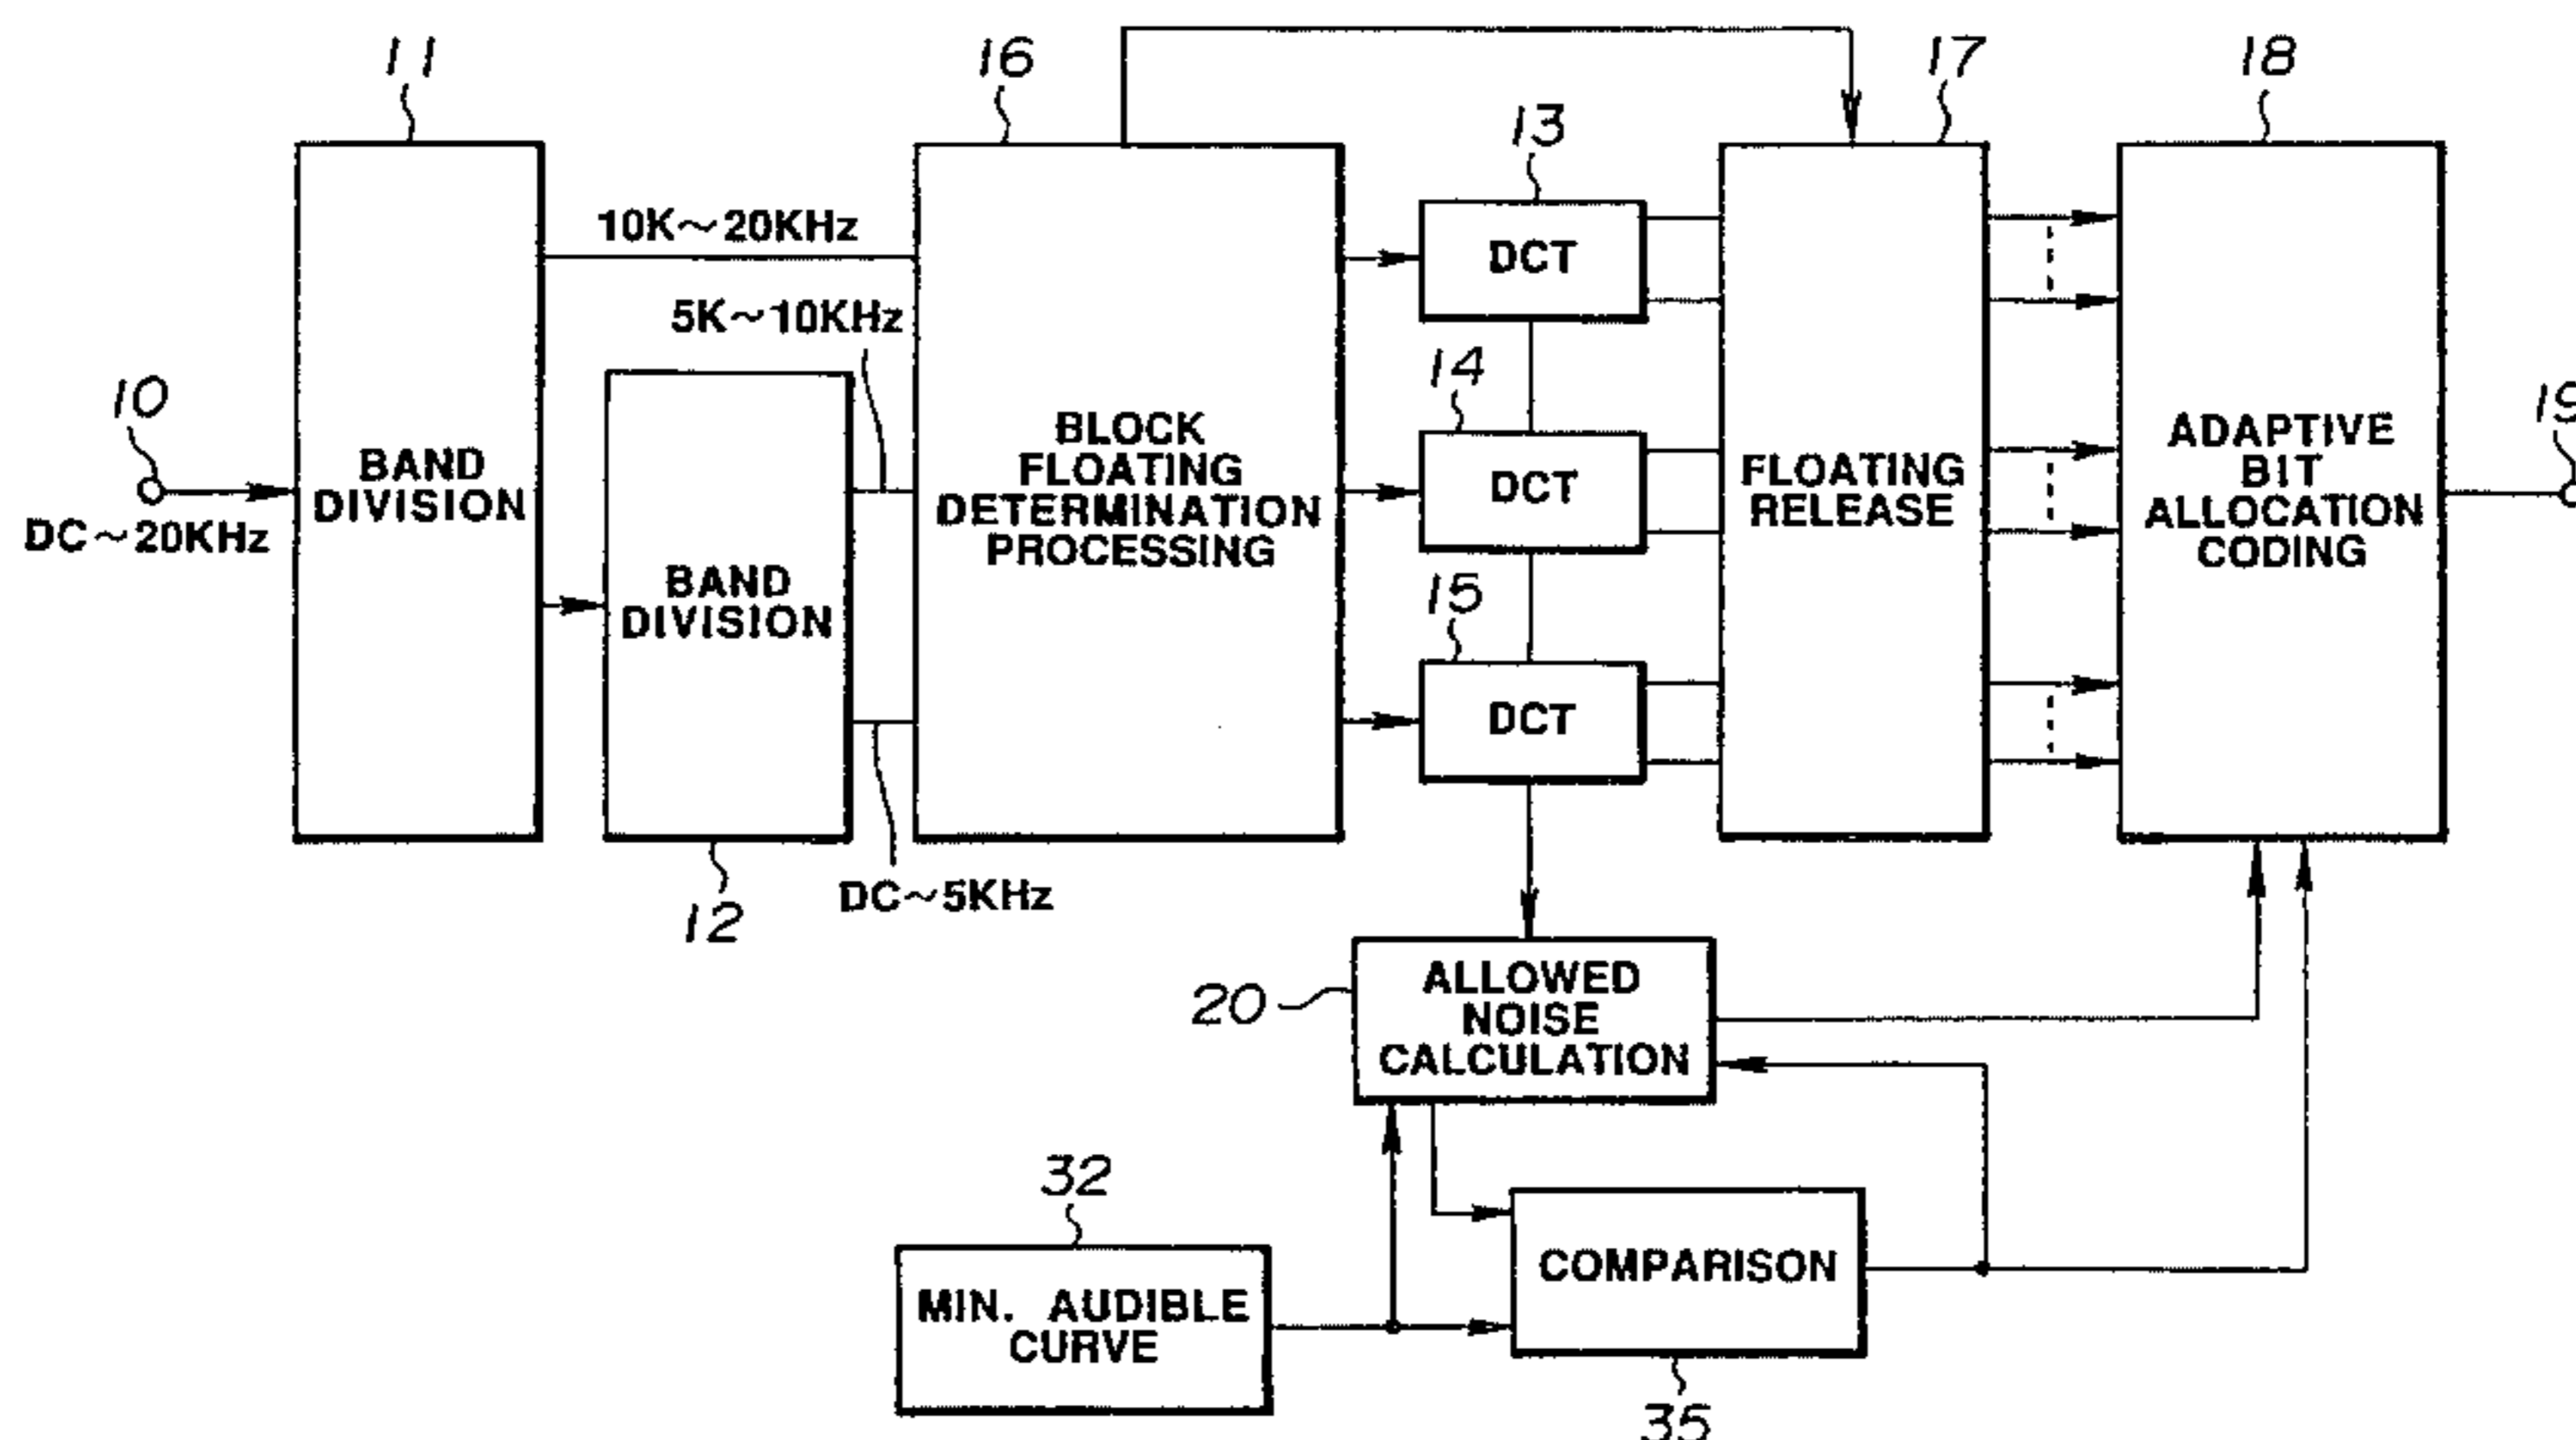 11
16
17
18
13
10K~20KHz
DCT
5K~10KHz
14
10
BLOCK
FLOATING
DETERMINATION
PROCESSING
ADAPTIVE
BIT
ALLOCATION
CODING
19
BAND
DIVISION
DCT
FLOATING
RELEASE
DC~20KHz
BAND
DIVISION
15
DCT
12
DC~5KHz
20
ALLOWED
NOISE
CALCULATION
32
COMPARISON
MIN. AUDIBLE
CURVE
35